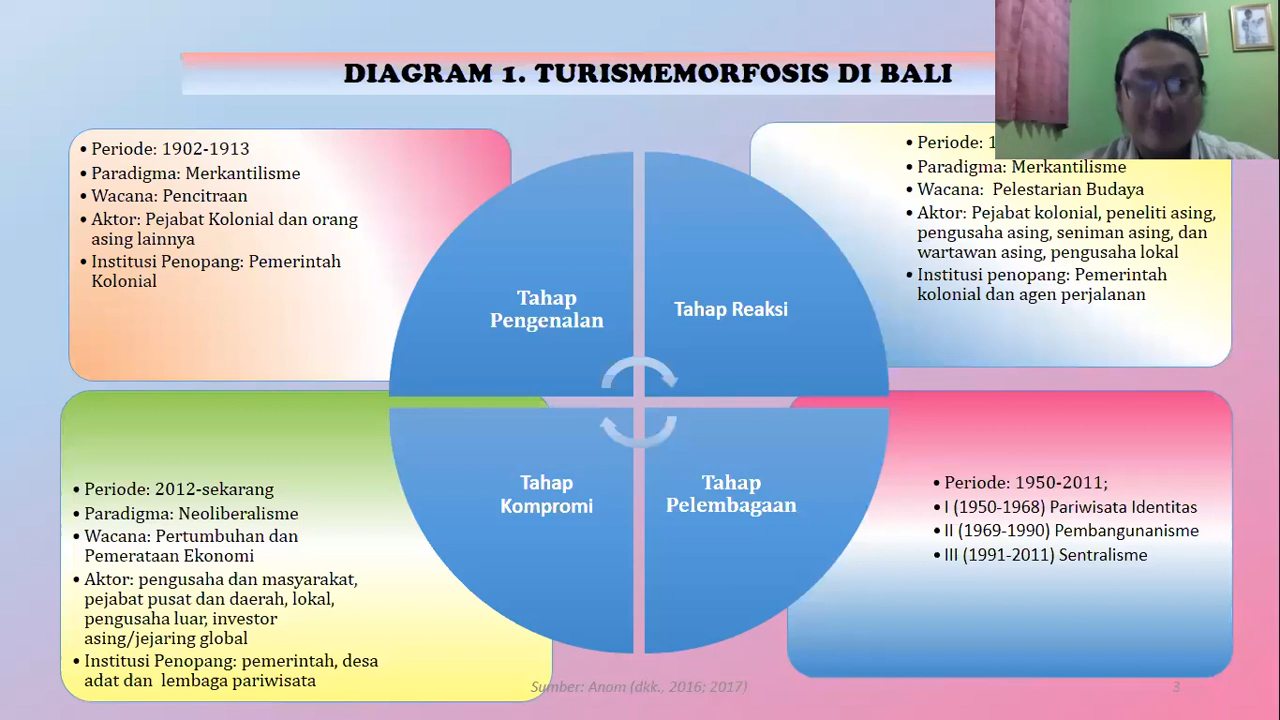 DIAGRAM 1. TURISMEMORFOSIS DI BALI
• Periode: 1902-1913
• Paradigma: Merkantilisme
• Wacana: Pencitraan
• Aktor: Pejabat Kolonial dan orang
asing lainnya
• Institusi Penopang: Pemerintah
Kolonial
Tahap
Pengenalan
Tahap Reaksi
• Periode:
• Paradigma: Merkantilisme
• Wacana: Pelestarian Budaya
• Aktor: Pejabat kolonial, peneliti asing,
pengusaha asing, seniman asing, dan
wartawan asing, pengusaha lokal
• Institusi penopang: Pemerintah
kolonial dan agen perjalanan
• Periode: 2012-sekarang
• Paradigma: Neoliberalisme
• Wacana: Pertumbuhan dan
Pemerataan Ekonomi
• Aktor: pengusaha dan masyarakat,
pejabat pusat dan daerah, lokal,
pengusaha luar, investor
asing/jejaring global
• Institusi Penopang: pemerintah, desa
adat dan lembaga pariwisata
Tahap
Kompromi
Tahap
Pelembagaan
• Periode: 1950-2011;
• I (1950-1968) Pariwisata Identitas
• II (1969-1990) Pembangunanisme
• III (1991-2011) Sentralisme
Sumber: Anom (dkk., 2016; 2017)
3